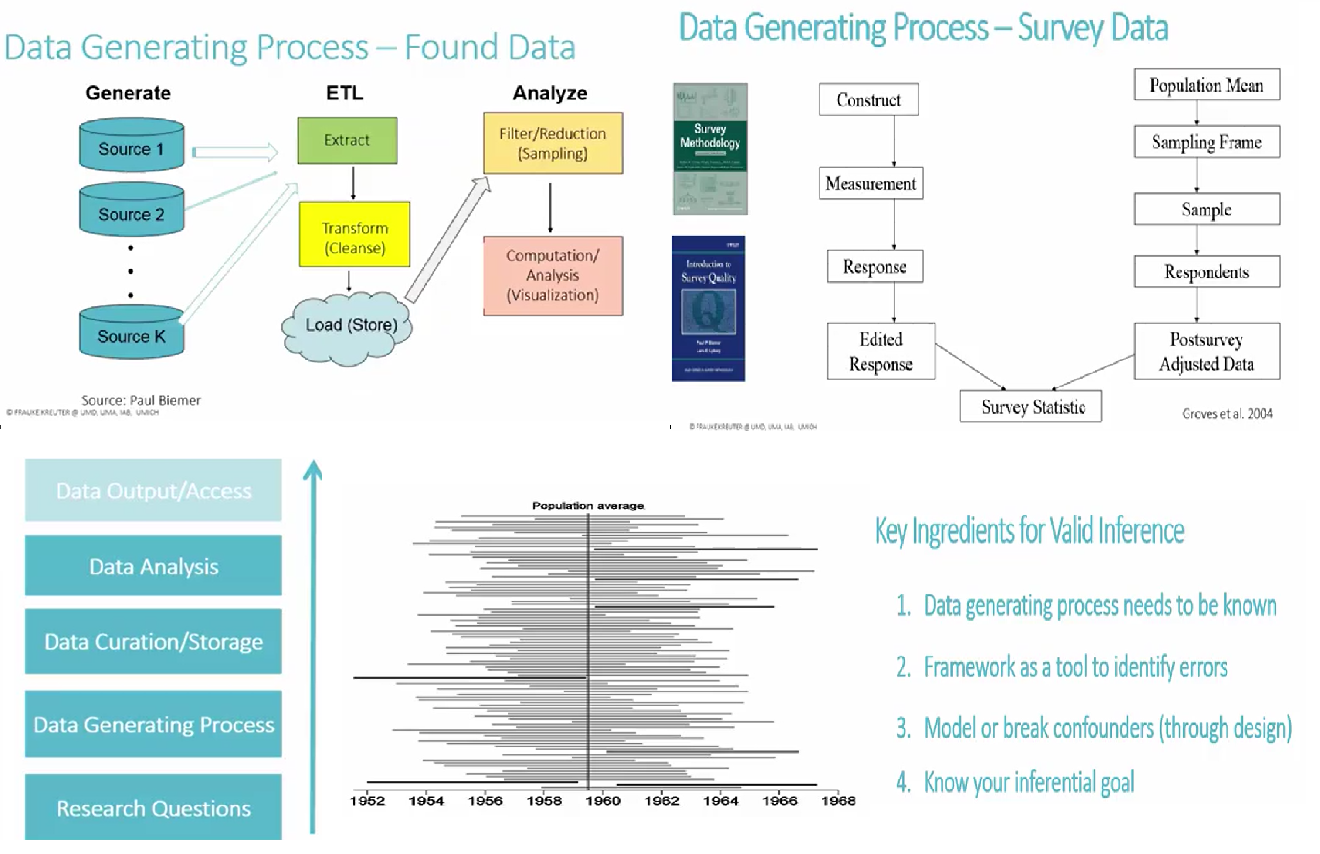 Data Generating Process – Found Data
Generate
ETL
Analyze
Source 1
Source 2
Source K
Extract
Transform
(Cleanse)
Load (Store)
Filter/Reduction
(Sampling)
Computation/
Analysis
(Visualization)
Source: Paul Biemer
© FRAUKE KREUTER @ UMD, UMA, IAB, UMICH
Data Generating Process – Survey Data
Survey
Methodology
Introduction to
Survey Quality
Construct
Measurement
Response
Edited
Response
Population Mean
Sampling Frame
Sample
Respondents
Postsurvey
Adjusted Data
Survey Statistic
Groves et al. 2004
© FRAUKE KREUTER @ UMD, UMA, IAB, UMICH
Data Output/Access
Data Analysis
Data Curation/Storage
Data Generating Process
Research Questions
Population average
1952 1954 1956 1958 1960 1962 1964 1966 1968
Key Ingredients for Valid Inference
1. Data generating process needs to be known
2. Framework as a tool to identify errors
3. Model or break confounders (through design)
4. Know your inferential goal